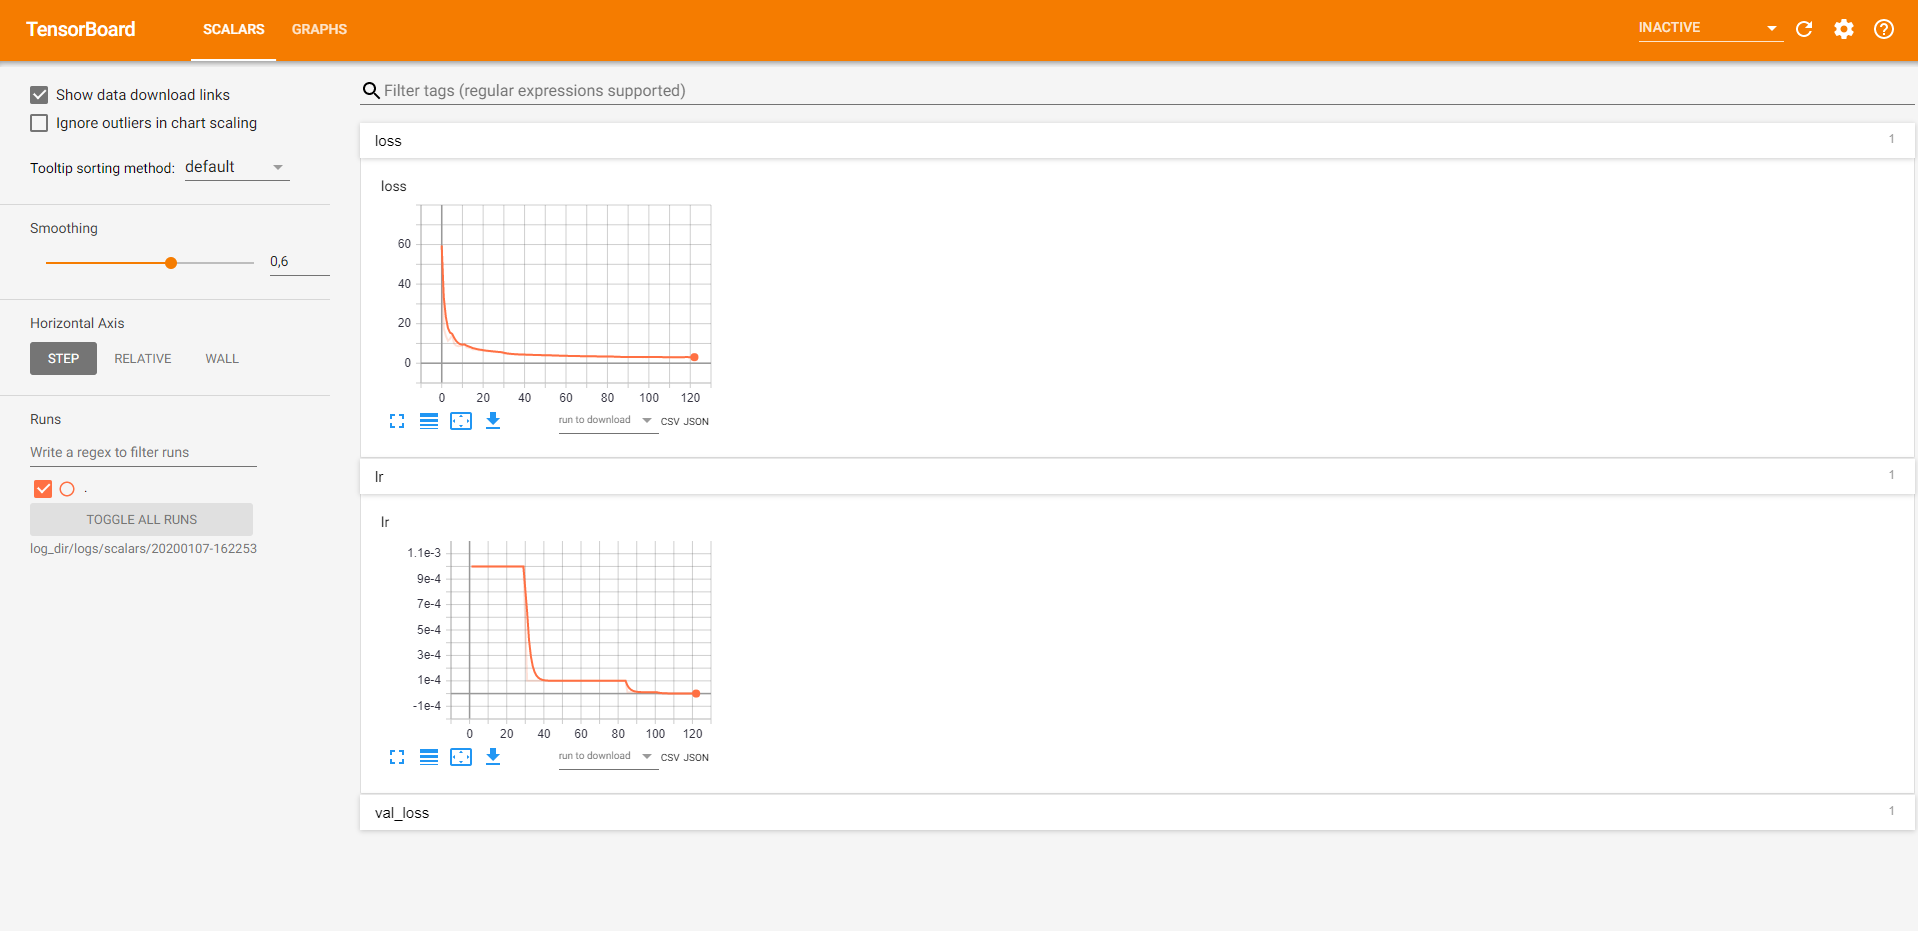 TensorBoard SCALARS GRAPHS INACTIVE
Show data download links
Ignore outliers in chart scaling
Tooltip sorting method: default
Smoothing
0,6
Horizontal Axis
STEP RELATIVE WALL
Runs
Write a regex to filter runs
.
TOGGLE ALL RUNS
log_dir/logs/scalars/20200107-162253
Filter tags (regular expressions supported)
loss 1
loss
60
40
20
0
0 20 40 60 80 100 120
run to download CSV JSON
lr 1
lr
1.1e-3
9e-4
7e-4
5e-4
3e-4
1e-4
-1e-4
0 20 40 60 80 100 120
run to download CSV JSON
val_loss 1